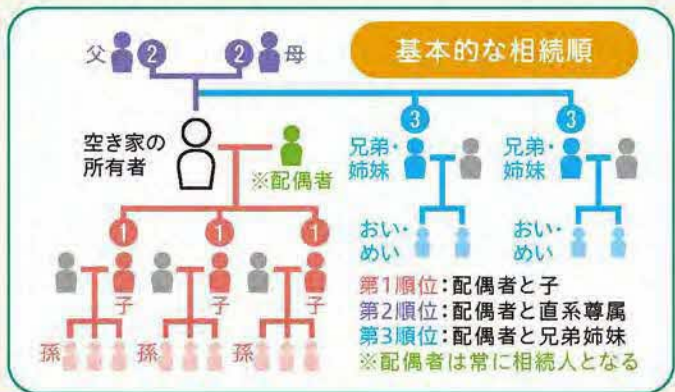 基本的な相続順
父 2 2 母
空き家の
所有者
※配偶者
3 3
兄弟・
姉妹
兄弟・
姉妹
おい・
めい
おい・
めい
1 1 1
子 子 子
孫 孫 孫
第1順位：配偶者と子
第2順位：配偶者と直系尊属
第3順位：配偶者と兄弟姉妹
※配偶者は常に相続人となる